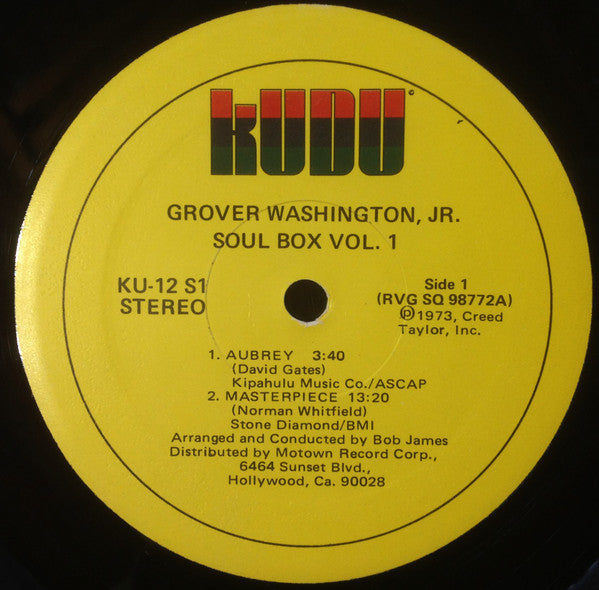 kUDU ©
GROVER WASHINGTON, JR.
SOUL BOX VOL. 1
KU-12 S1
STEREO
Side 1
(RVG SQ 98772A)
℗1973, Creed
Taylor, Inc.
1. AUBREY 3:40
(David Gates)
Kipahulu Music Co./ASCAP
2. MASTERPIECE 13:20
(Norman Whitfield)
Stone Diamond/BMI
Arranged and Conducted by Bob James
Distributed by Motown Record Corp.,
6464 Sunset Blvd.,
Hollywood, Ca. 90028